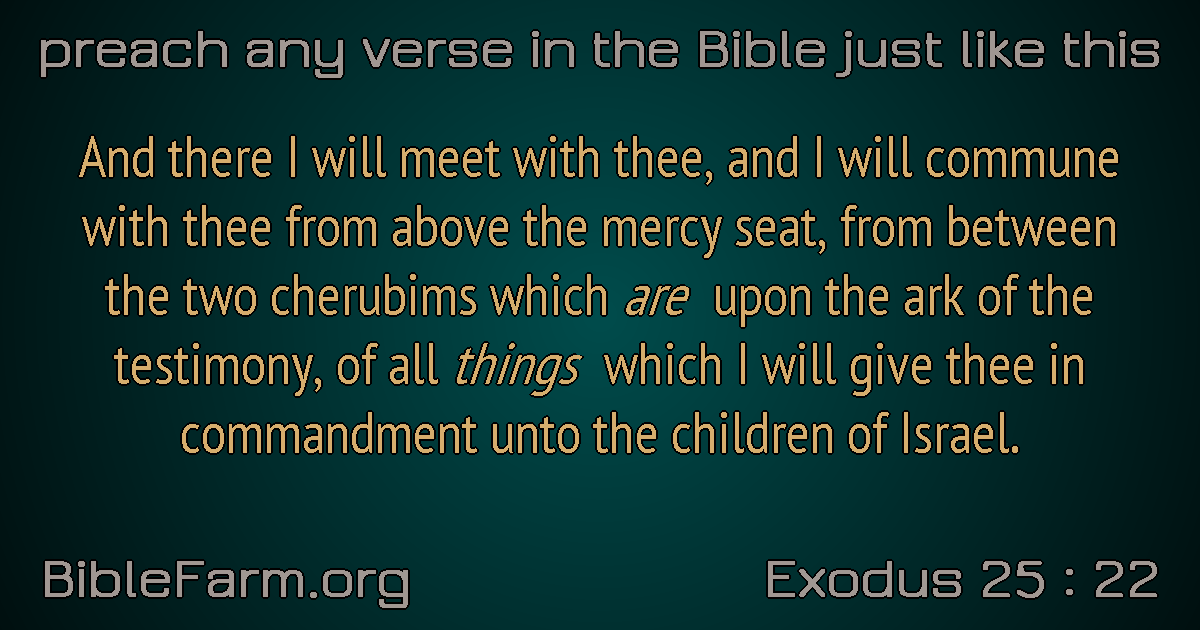 preach any verse in the Bible just like this
And there I will meet with thee, and I will commune
with thee from above the mercy seat, from between
the two cherubims which are upon the ark of the
testimony, of all things which I will give thee in
commandment unto the children of Israel.
BibleFarm.org
Exodus 25 : 22